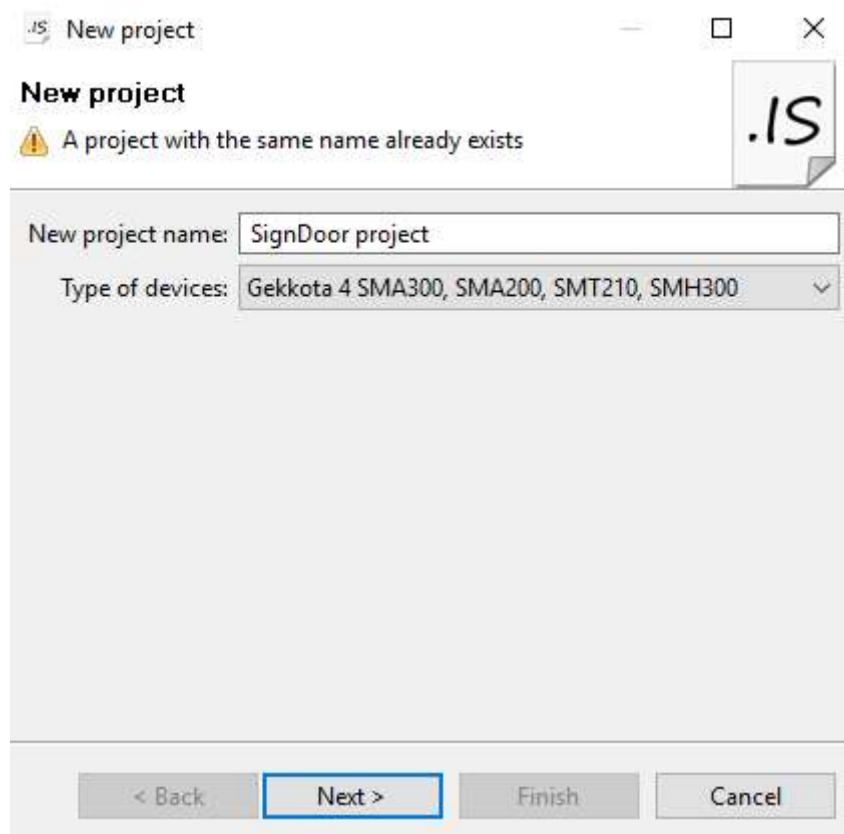 .IS New project
New project
A project with the same name already exists
.IS
New project name: SignDoor project
Type of devices: Gekkota 4 SMA300, SMA200, SMT210, SMH300
< Back Next > Finish Cancel